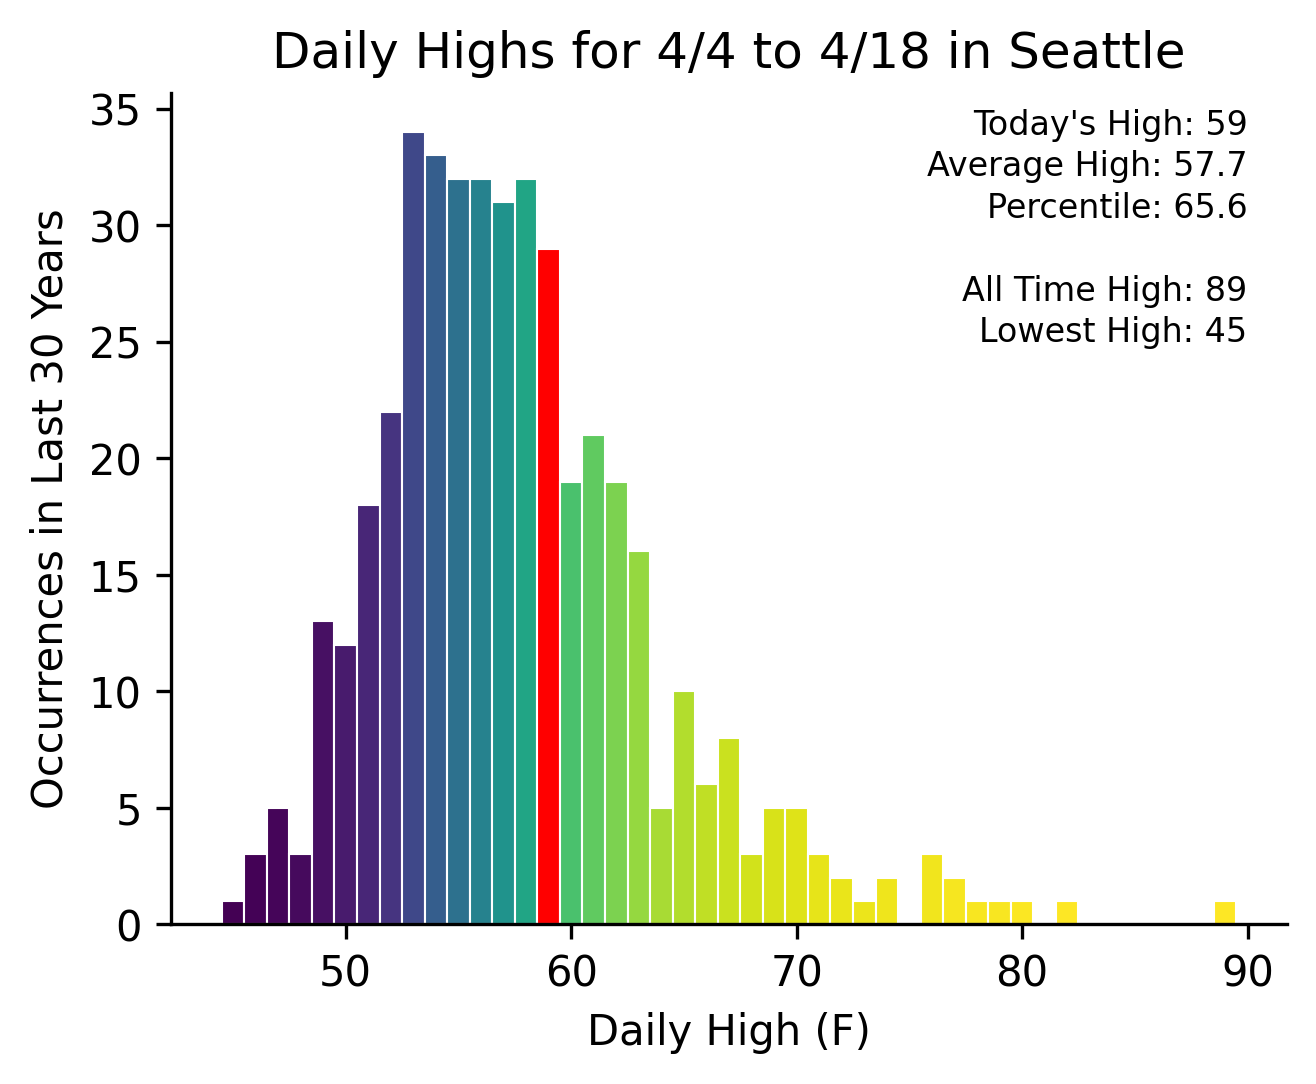 Daily Highs for 4/4 to 4/18 in Seattle
Today's High: 59
Average High: 57.7
Percentile: 65.6
All Time High: 89
Lowest High: 45
Occurrences in Last 30 Years
35
30
25
20
15
10
5
0
50 60 70 80 90
Daily High (F)